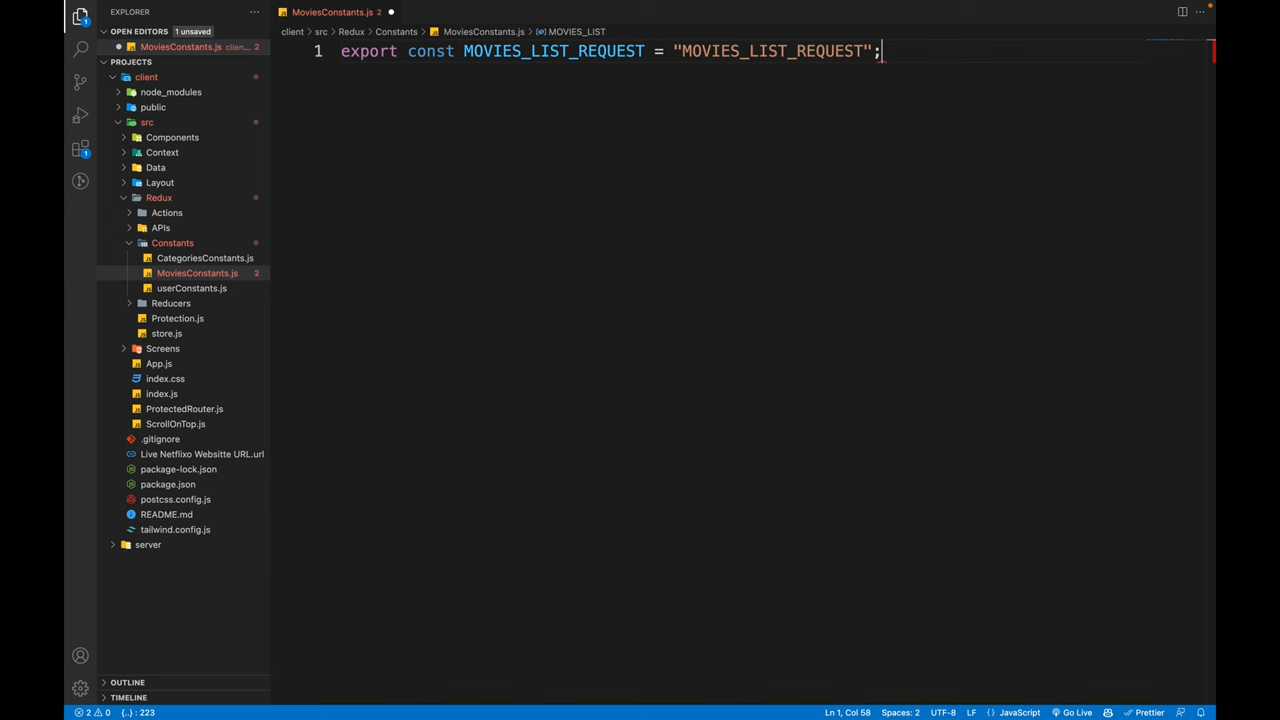 EXPLORER
OPEN EDITORS 1 unsaved
MoviesConstants.js clien... 2
PROJECTS
client
node_modules
public
src
Components
Context
Data
Layout
Redux
Actions
APIs
Constants
CategoriesConstants.js
MoviesConstants.js 2
userConstants.js
Reducers
Protection.js
store.js
Screens
App.js
index.css
index.js
ProtectedRouter.js
ScrollOnTop.js
.gitignore
Live Netflixo Websitte URL.url
package-lock.json
package.json
postcss.config.js
README.md
tailwind.config.js
server
OUTLINE
TIMELINE
MoviesConstants.js 2
client > src > Redux > Constants > MoviesConstants.js > MOVIES_LIST
1 export const MOVIES_LIST_REQUEST = "MOVIES_LIST_REQUEST";
2 0 {..} : 223 Ln 1, Col 58 Spaces: 2 UTF-8 LF { } JavaScript Go Live Prettier
1
1